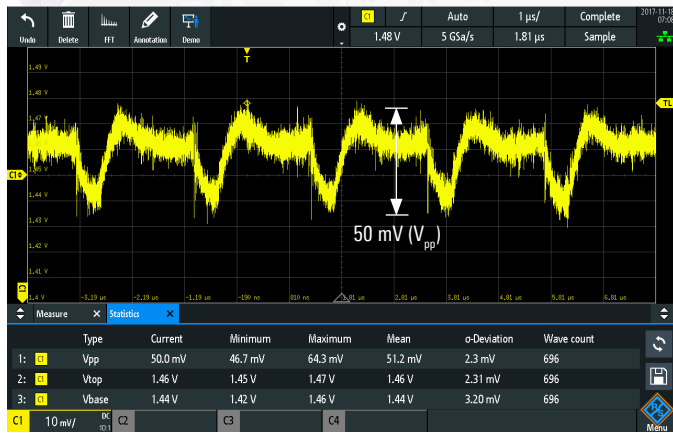 Undo
Delete
FFT
Annotation
Demo
C1
Auto
1 µs/
Complete
2017-11-18
07:08
1.48 V
5 GSa/s
1.81 µs
Sample
T
1.49 V
1.48 V
1.47 V
TL
C1
1.45 V
1.44 V
1.43 V
50 mV (Vpp)
1.42 V
1.41 V
1.4 V
-3.19 µs
-2.19 µs
-1.19 µs
-190 ns
810 ns
1.81 µs
2.81 µs
3.81 µs
4.81 µs
5.81 µs
6.81 µs
Measure
X
Statistics
X
Type
Current
Minimum
Maximum
Mean
σ-Deviation
Wave count
1:
C1
Vpp
50.0 mV
46.7 mV
64.3 mV
51.2 mV
2.3 mV
696
2:
C1
Vtop
1.46 V
1.45 V
1.47 V
1.46 V
2.31 mV
696
3:
C1
Vbase
1.44 V
1.42 V
1.46 V
1.44 V
3.20 mV
696
C1
10 mV/
DC
10:1
C2
C3
C4
R&S
Menu